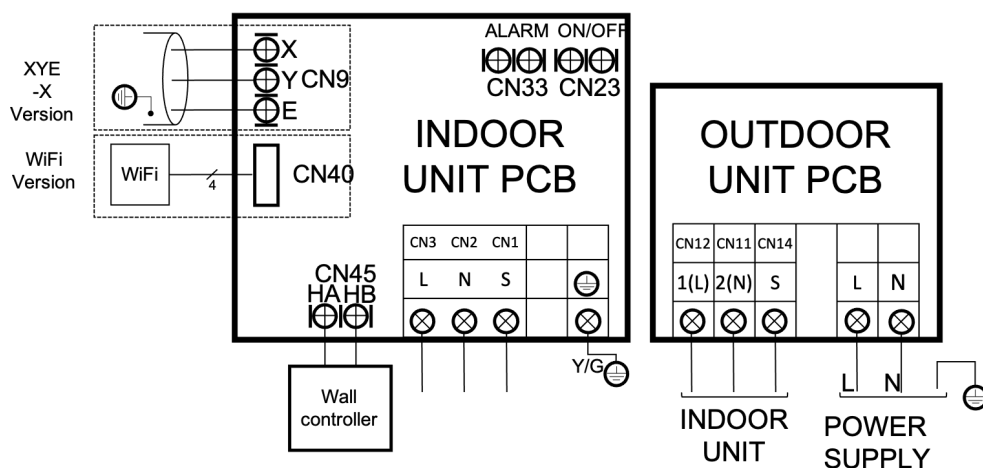 XYE
-X
Version
X
Y CN9
E
ALARM ON/OFF
CN33 CN23
WiFi
Version
WiFi
4
CN40
INDOOR
UNIT PCB
CN3 CN2 CN1
L N S
CN45
HA HB
Y/G
Wall
controller
OUTDOOR
UNIT PCB
CN12 CN11 CN14
1(L) 2(N) S L N
L N
INDOOR
UNIT
POWER
SUPPLY